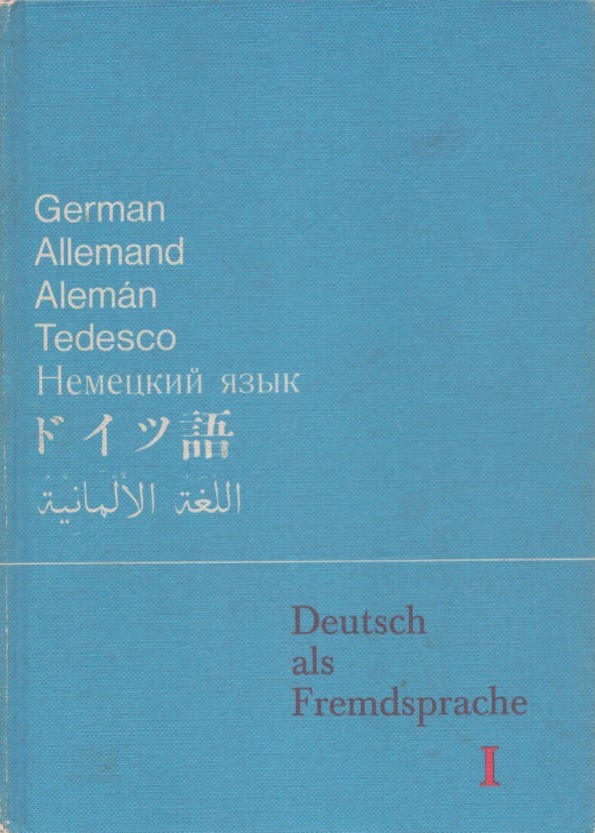 German
Allemand
Alemán
Tedesco
Немецкий язык
ドイツ語
اللغة الألمانية
Deutsch
als
Fremdsprache
I